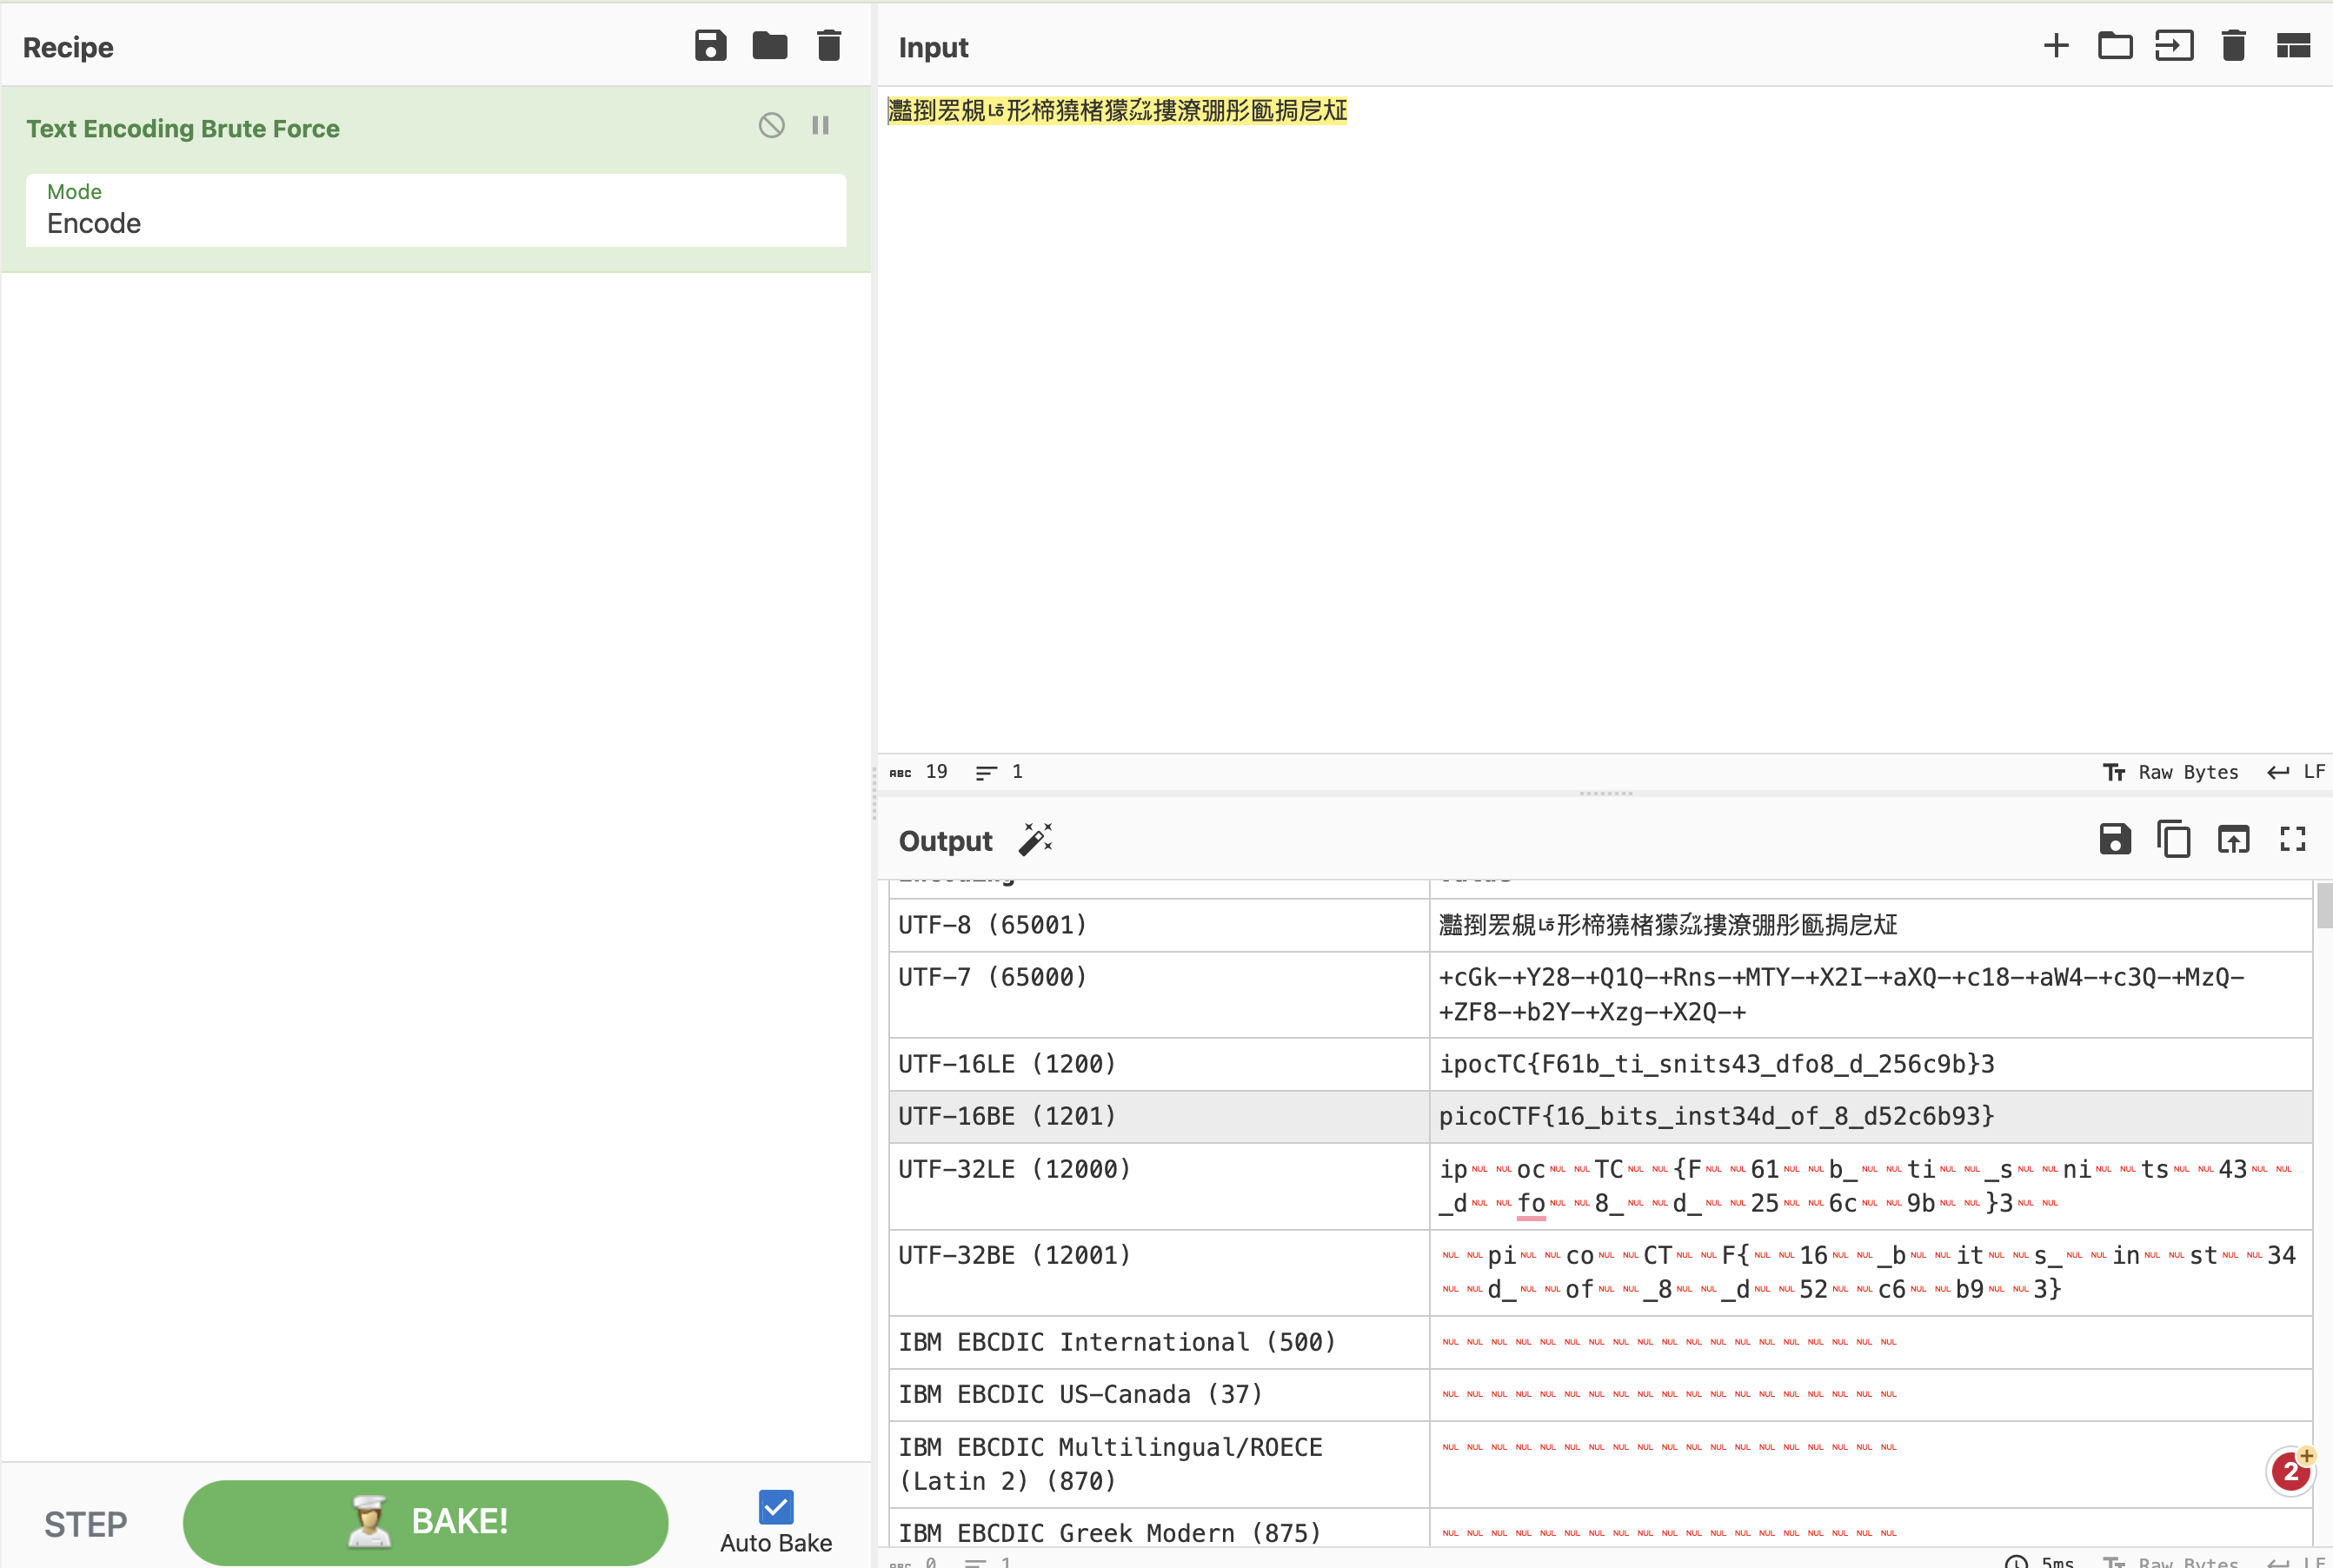 Recipe
Input
Text Encoding Brute Force
Mode
Encode
灩捯䍔䙻ㄶ形楴獟楮獴㌴摟潦弸彤㔲挶戹㍽
ABC 19 1
Raw Bytes LF
Output
UTF-8 (65001) 灩捯䍔䙻ㄶ形楴獟楮獴㌴摟潦弸彤㔲挶戹㍽
UTF-7 (65000) +cGk-+Y28-+Q1Q-+Rns-+MTY-+X2I-+aXQ-+c18-+aW4-+c3Q-+MzQ-
+ZF8-+b2Y-+Xzg-+X2Q-+
UTF-16LE (1200) ipocTC{F61b_ti_snits43_dfo8_d_256c9b}3
UTF-16BE (1201) picoCTF{16_bits_inst34d_of_8_d52c6b93}
UTF-32LE (12000) ip NUL NUL oc NUL NUL TC NUL NUL {F NUL NUL 61 NUL NUL b_ NUL NUL ti NUL NUL _s NUL NUL ni NUL NUL ts NUL NUL 43 NUL NUL
_d NUL NUL fo NUL NUL 8_ NUL NUL d_ NUL NUL 25 NUL NUL 6c NUL NUL 9b NUL NUL }3 NUL NUL
UTF-32BE (12001) NUL NUL pi NUL NUL co NUL NUL CT NUL NUL F{ NUL NUL 16 NUL NUL _b NUL NUL it NUL NUL s_ NUL NUL in NUL NUL st NUL NUL 34
NUL NUL d_ NUL NUL of NUL NUL _8 NUL NUL _d NUL NUL 52 NUL NUL c6 NUL NUL b9 NUL NUL 3}
IBM EBCDIC International (500) NUL NUL NUL NUL NUL NUL NUL NUL NUL NUL NUL NUL NUL NUL NUL NUL NUL NUL NUL
IBM EBCDIC US-Canada (37) NUL NUL NUL NUL NUL NUL NUL NUL NUL NUL NUL NUL NUL NUL NUL NUL NUL NUL NUL
IBM EBCDIC Multilingual/ROECE NUL NUL NUL NUL NUL NUL NUL NUL NUL NUL NUL NUL NUL NUL NUL NUL NUL NUL NUL
(Latin 2) (870)
2
IBM EBCDIC Greek Modern (875) NUL NUL NUL NUL NUL NUL NUL NUL NUL NUL NUL NUL NUL NUL NUL NUL NUL NUL NUL
STEP
BAKE!
Auto Bake
0 1 5ms Raw Bytes LF